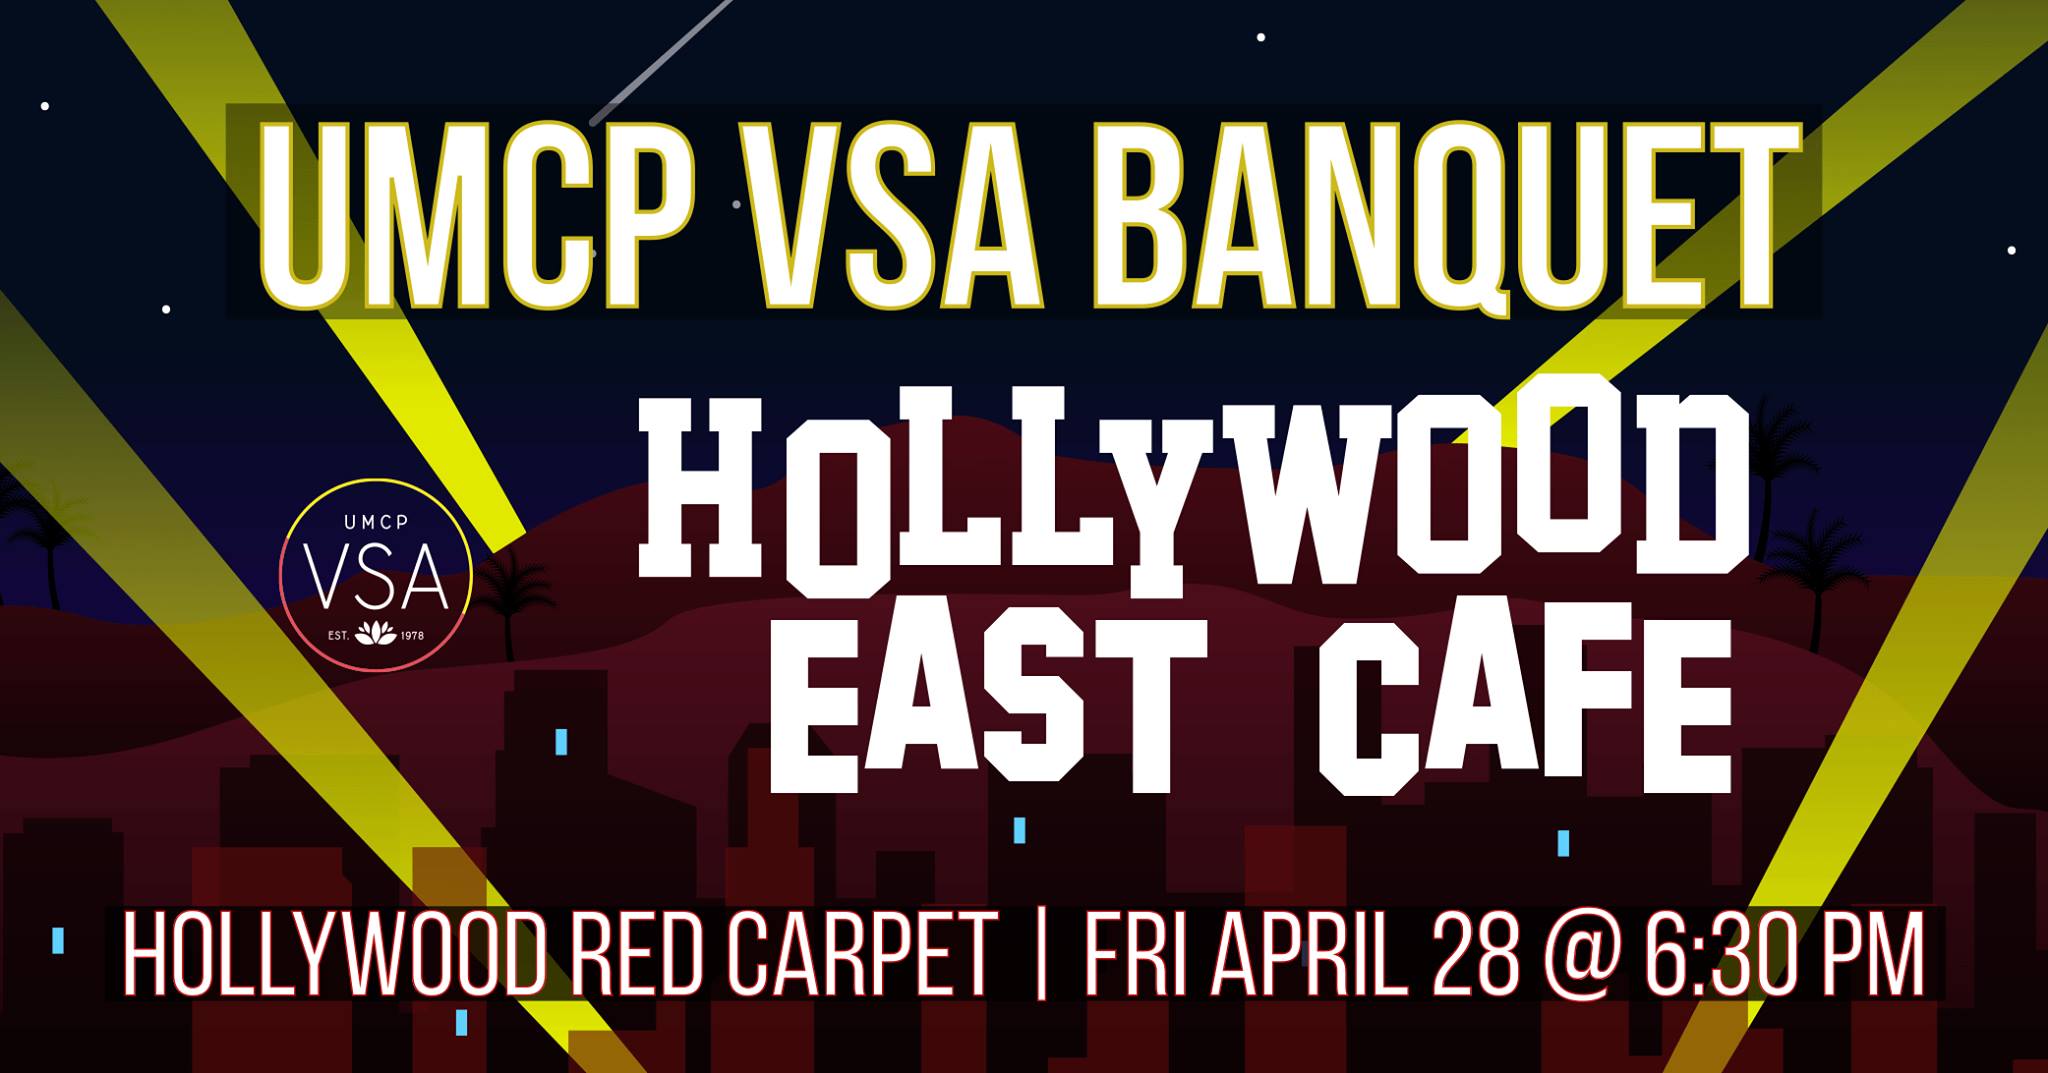 UMCP VSA BANQUET
HOLLYWOOD
EAST CAFE
UMCP
VSA
EST. 1978
HOLLYWOOD RED CARPET | FRI APRIL 28 @ 6:30 PM